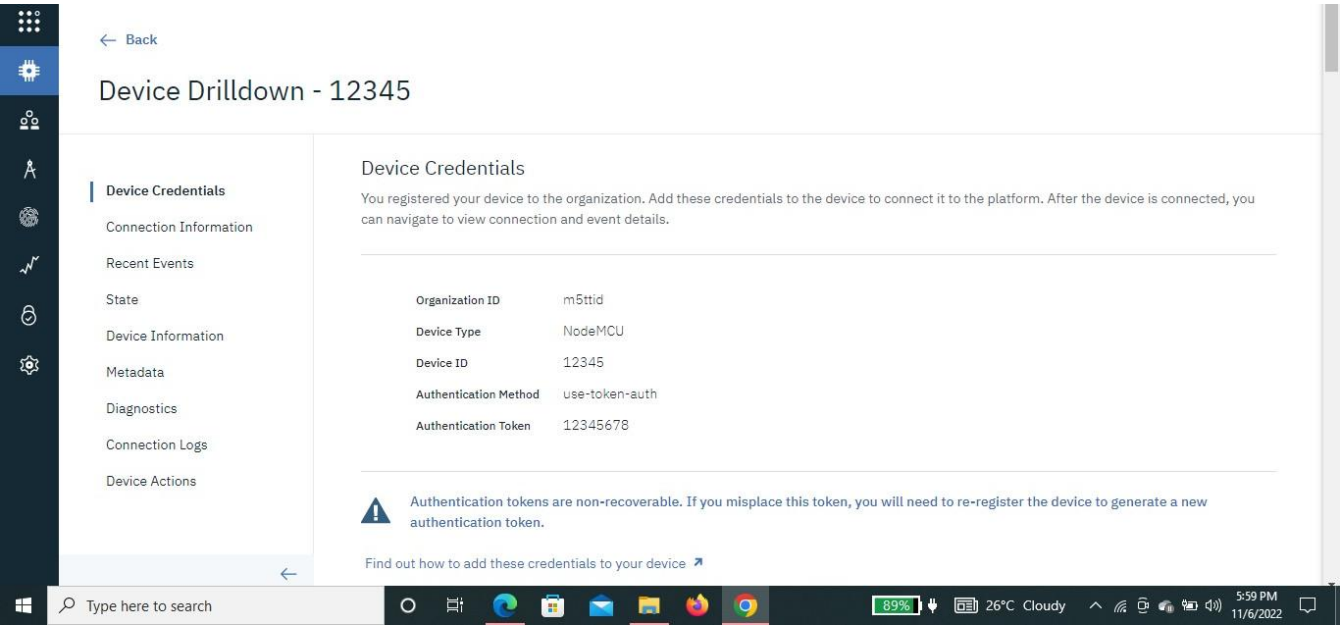 ← Back
Device Drilldown - 12345
Device Credentials
Connection Information
Recent Events
State
Device Information
Metadata
Diagnostics
Connection Logs
Device Actions
←
Device Credentials
You registered your device to the organization. Add these credentials to the device to connect it to the platform. After the device is connected, you
can navigate to view connection and event details.
Organization ID m5ttid
Device Type NodeMCU
Device ID 12345
Authentication Method use-token-auth
Authentication Token 12345678
Authentication tokens are non-recoverable. If you misplace this token, you will need to re-register the device to generate a new
authentication token.
Find out how to add these credentials to your device
Type here to search
89%
26°C Cloudy
5:59 PM
11/6/2022